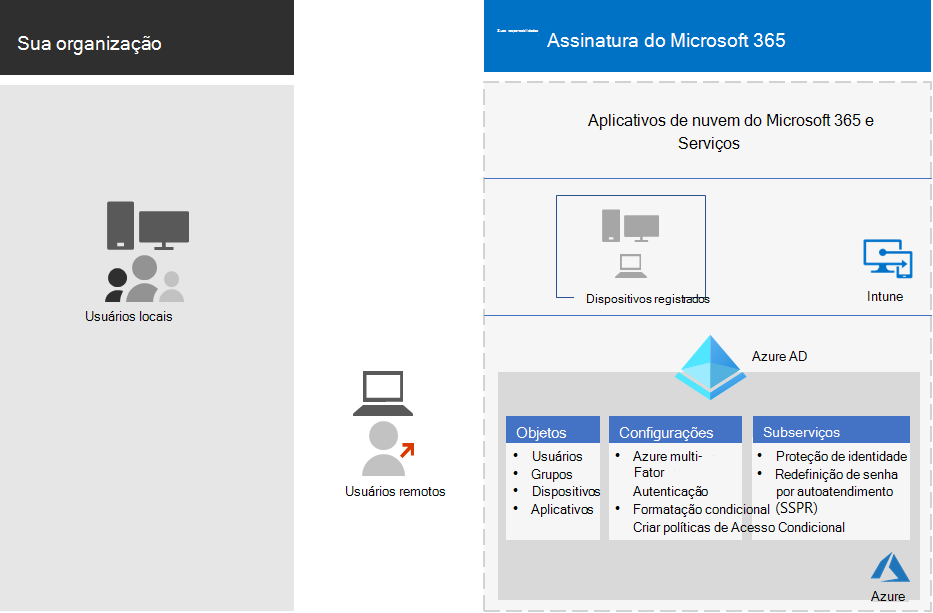 Sua organização
Suas responsabilidades
Assinatura do Microsoft 365
Aplicativos de nuvem do Microsoft 365 e
Serviços
Dispositivos registrados
Intune
Usuários locais
Azure AD
Usuários remotos
Objetos
• Usuários
• Grupos
• Dispositivos
• Aplicativos
Configurações
• Azure multi-
Fator
Autenticação
• Formatação condicional
Criar políticas de Acesso Condicional
Subserviços
• Proteção de identidade
• Redefinição de senha
por autoatendimento
(SSPR)
Azure